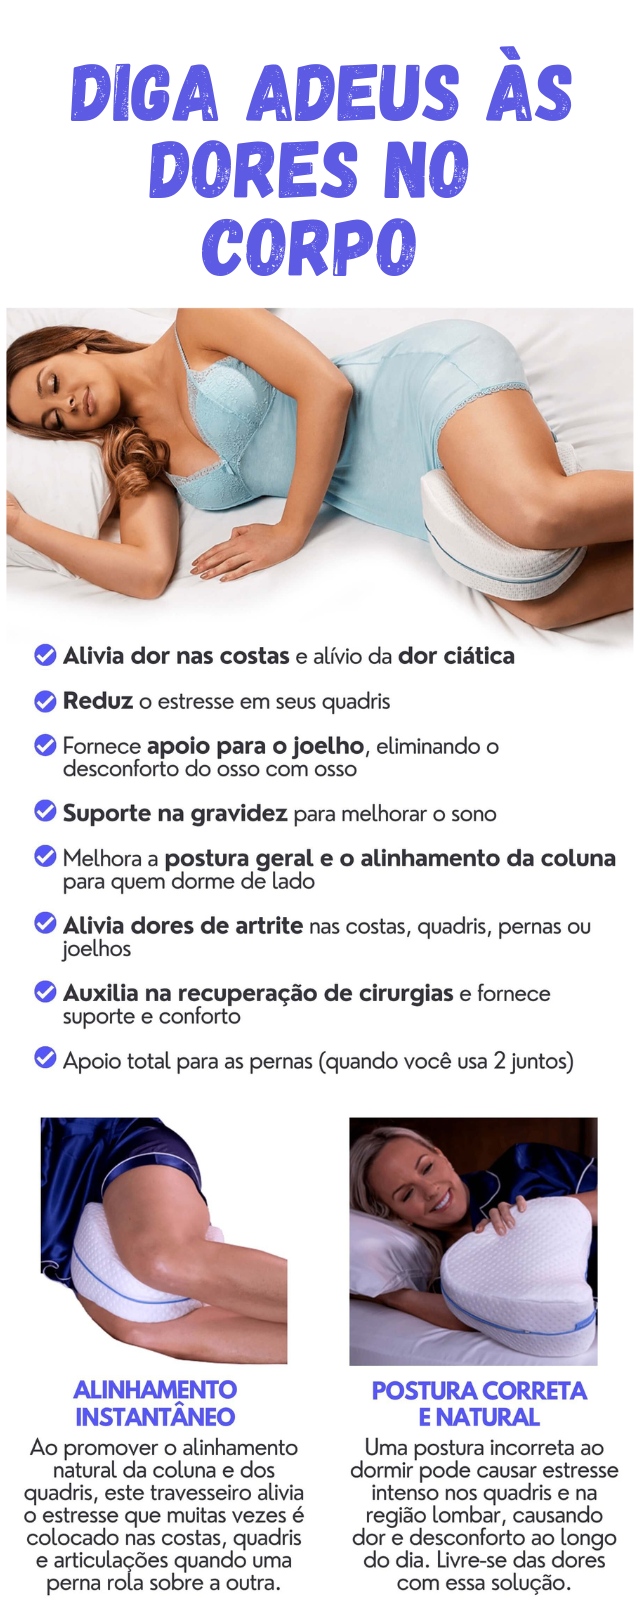 DIGA ADEUS ÀS
DORES NO
CORPO
Alivia dor nas costas e alívio da dor ciática
Reduz o estresse em seus quadris
Fornece apoio para o joelho, eliminando o
desconforto do osso com osso
Suporte na gravidez para melhorar o sono
Melhora a postura geral e o alinhamento da coluna
para quem dorme de lado
Alivia dores de artrite nas costas, quadris, pernas ou
joelhos
Auxilia na recuperação de cirurgias e fornece
suporte e conforto
Apoio total para as pernas (quando você usa 2 juntos)
ALINHAMENTO
INSTANTÂNEO
Ao promover o alinhamento
natural da coluna e dos
quadris, este travesseiro alivia
o estresse que muitas vezes é
colocado nas costas, quadris
e articulações quando uma
perna rola sobre a outra.
POSTURA CORRETA
E NATURAL
Uma postura incorreta ao
dormir pode causar estresse
intenso nos quadris e na
região lombar, causando
dor e desconforto ao longo
do dia. Livre-se das dores
com essa solução.